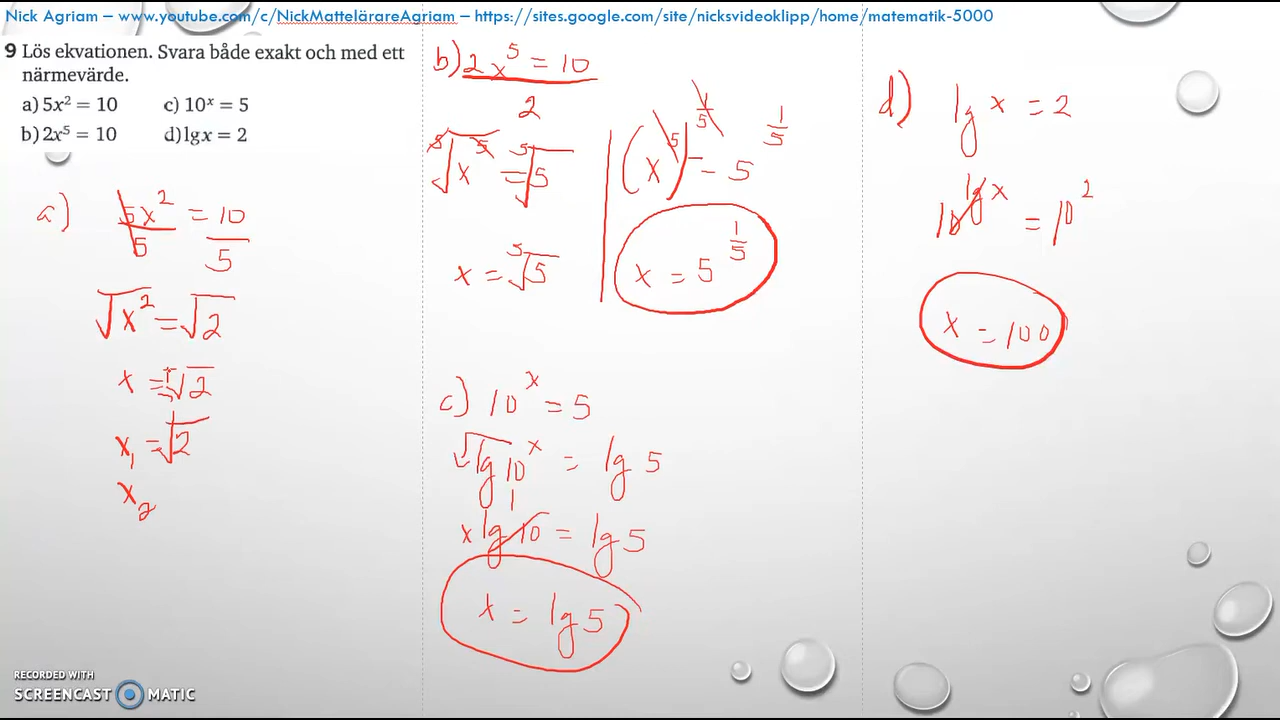 Nick Agriam – www.youtube.com/c/NickMattelärareAgriam – https://sites.google.com/site/nicksvideoklipp/home/matematik-5000
9 Lös ekvationen. Svara både exakt och med ett
närmevärde.
a) 5x² = 10 c) 10ˣ = 5
b) 2x⁵ = 10 d) lg x = 2
a) 5x²/5 = 10/5
√x² = √2
x = ±√2
x₁ = √2
x₂
b) 2x⁵ = 10
2
⁵√x⁵ = ⁵√5
x = ⁵√5
(x⁵)^(1/5) = 5^(1/5)
x = 5^(1/5)
c) 10ˣ = 5
lg 10ˣ = lg 5
1
x lg 10 = lg 5
x = lg 5
d) lg x = 2
10^(lg x) = 10²
x = 100
RECORDED WITH
SCREENCAST MATIC